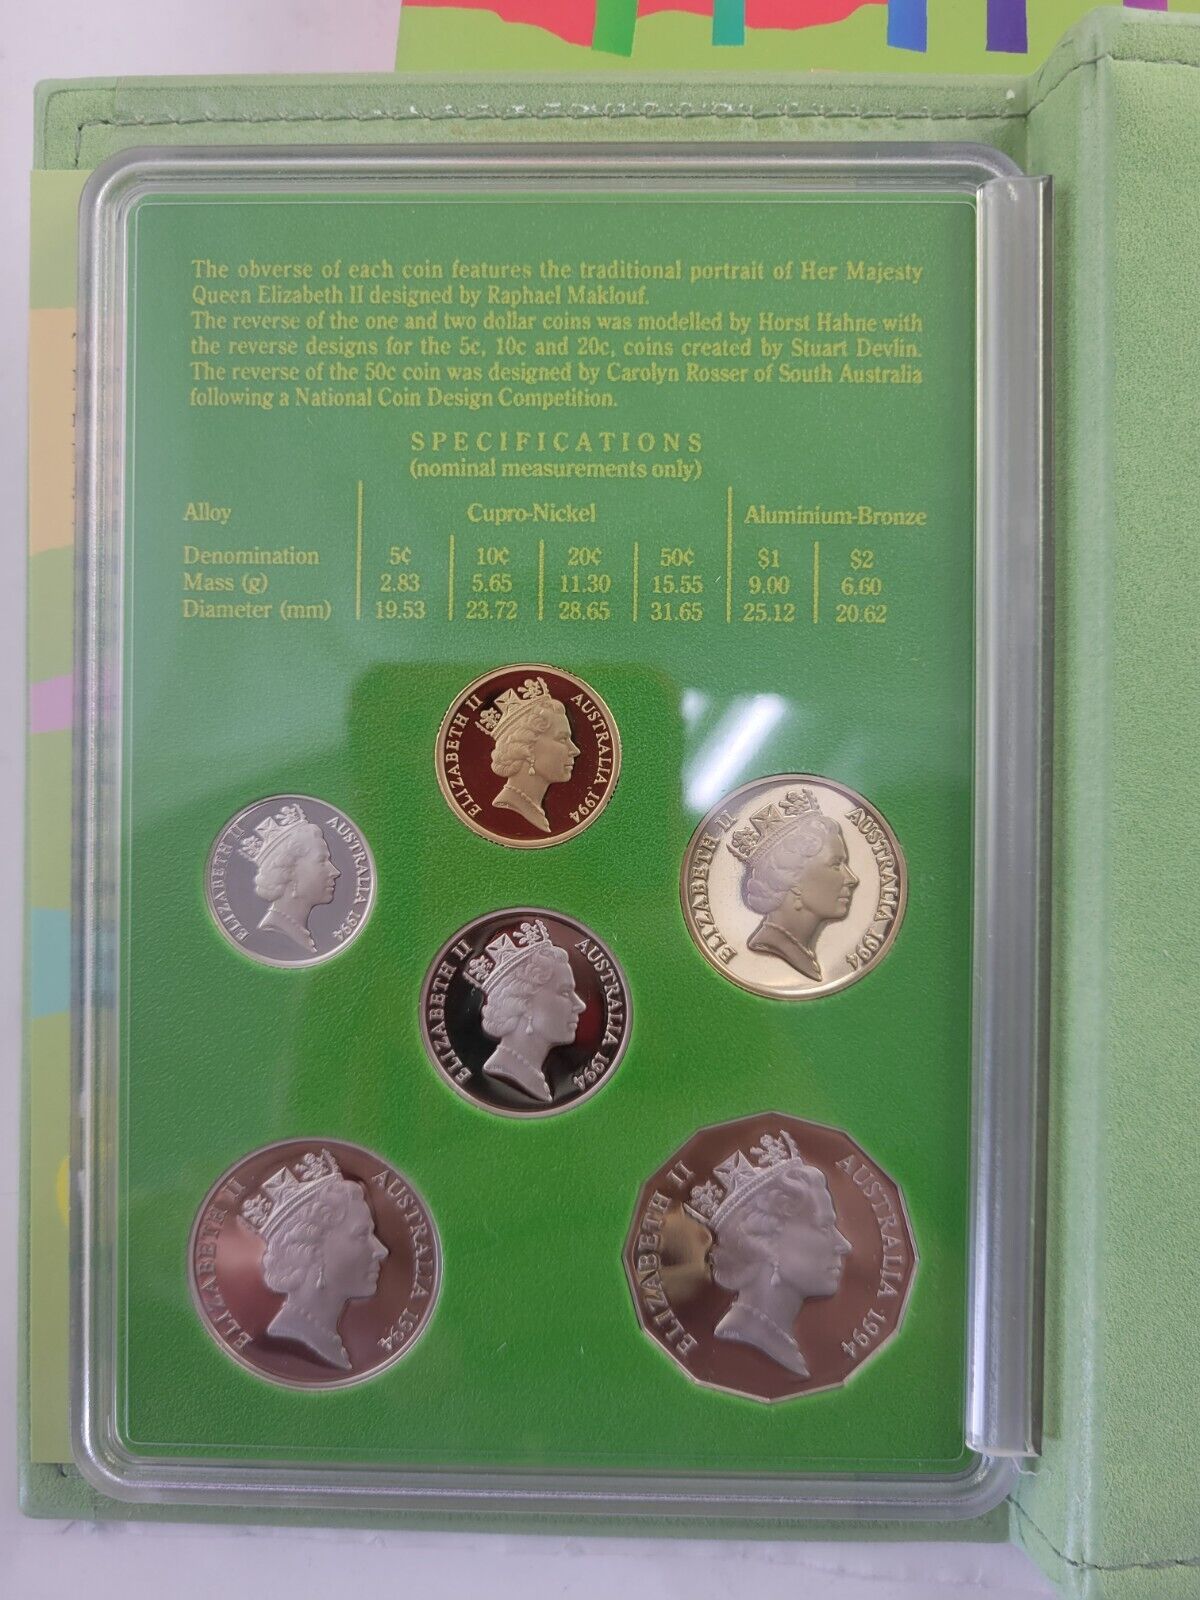 The obverse of each coin features the traditional portrait of Her Majesty
Queen Elizabeth II designed by Raphael Maklouf.
The reverse of the one and two dollar coins was modelled by Horst Hahne with
the reverse designs for the 5c, 10c and 20c, coins created by Stuart Devlin.
The reverse of the 50c coin was designed by Carolyn Rosser of South Australia
following a National Coin Design Competition.
SPECIFICATIONS
(nominal measurements only)
Alloy Cupro-Nickel Aluminium-Bronze
Denomination 5¢ 10¢ 20¢ 50¢ $1 $2
Mass (g) 2.83 5.65 11.30 15.55 9.00 6.60
Diameter (mm) 19.53 23.72 28.65 31.65 25.12 20.62
ELIZABETH II AUSTRALIA 1994
ELIZABETH II AUSTRALIA 1994
ELIZABETH II AUSTRALIA 1994
ELIZABETH II AUSTRALIA 1994
ELIZABETH II AUSTRALIA 1994
ELIZABETH II AUSTRALIA 1994